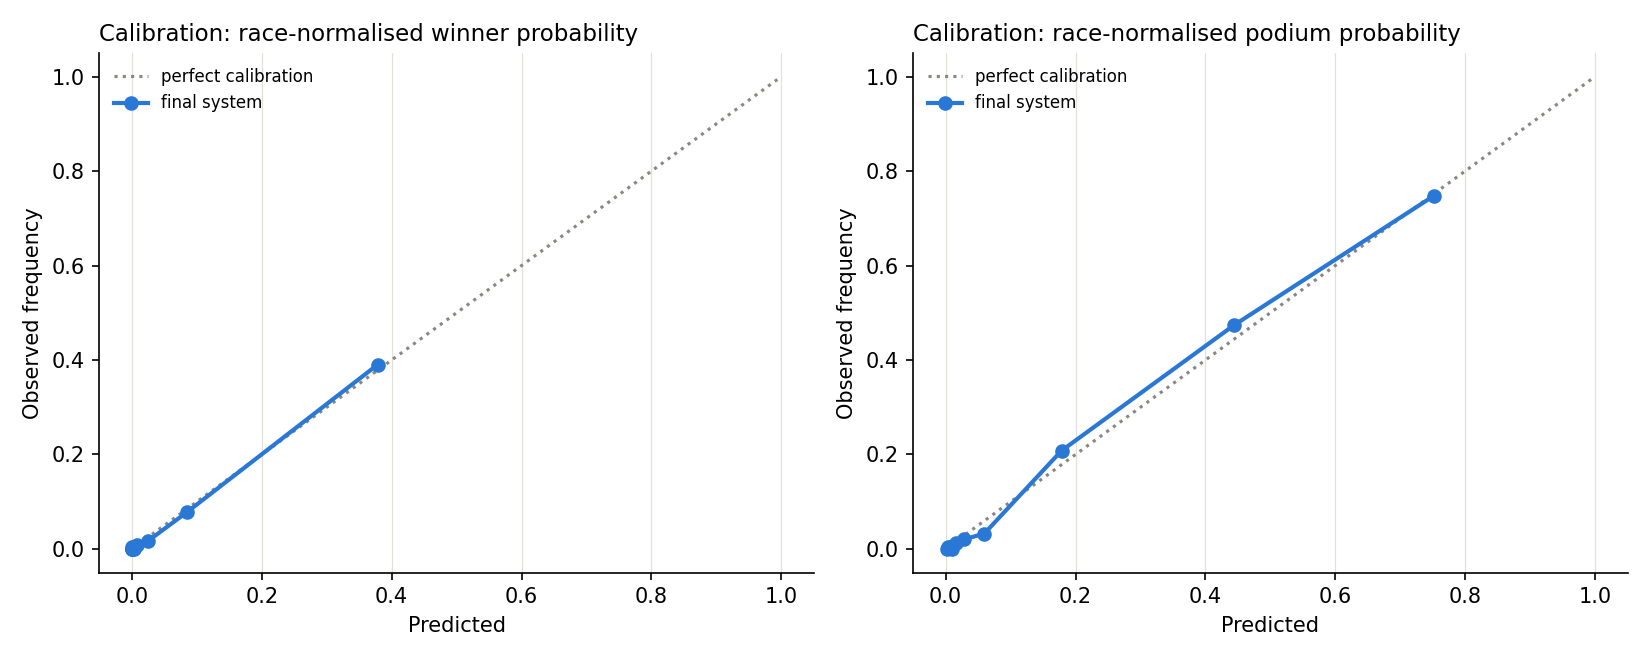 Calibration: race-normalised winner probability
perfect calibration
final system
Observed frequency
1.0
0.8
0.6
0.4
0.2
0.0
0.0 0.2 0.4 0.6 0.8 1.0
Predicted
Calibration: race-normalised podium probability
perfect calibration
final system
Observed frequency
1.0
0.8
0.6
0.4
0.2
0.0
0.0 0.2 0.4 0.6 0.8 1.0
Predicted